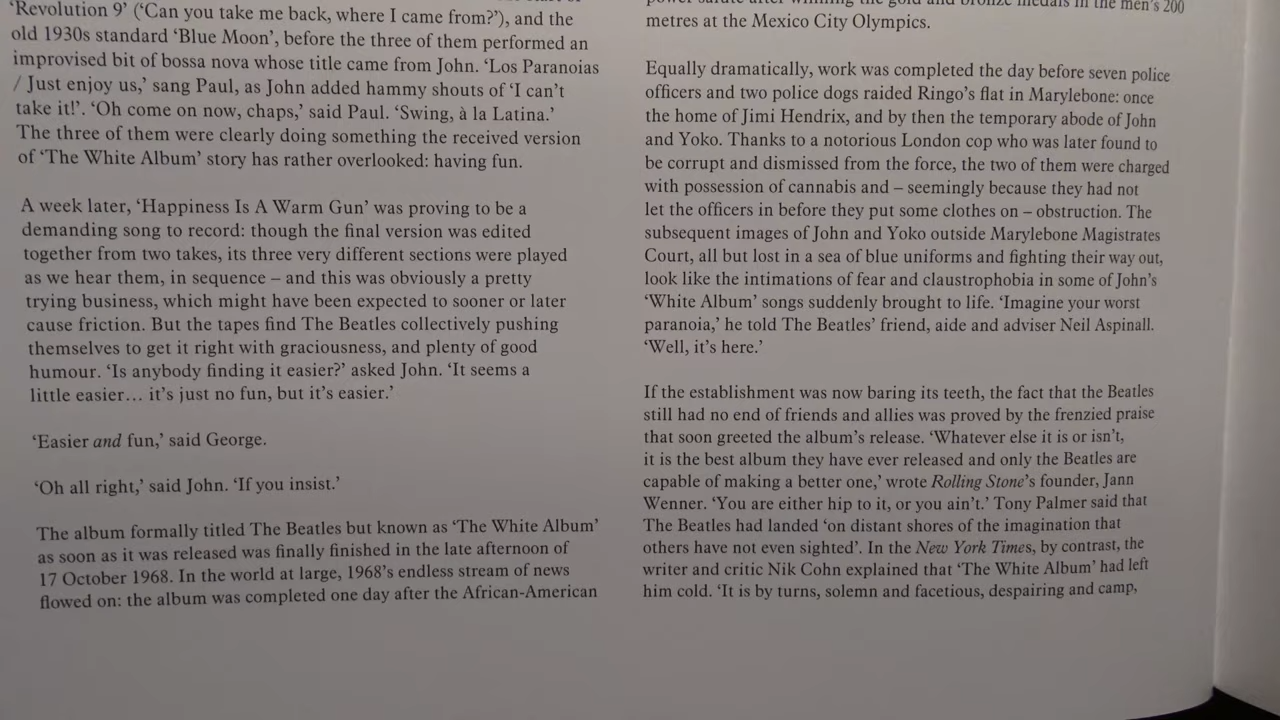 ‘Revolution 9’ (‘Can you take me back, where I came from?’), and the
old 1930s standard ‘Blue Moon’, before the three of them performed an
improvised bit of bossa nova whose title came from John. ‘Los Paranoias
/ Just enjoy us,’ sang Paul, as John added hammy shouts of ‘I can’t
take it!’. ‘Oh come on now, chaps,’ said Paul. ‘Swing, à la Latina.’
The three of them were clearly doing something the received version
of ‘The White Album’ story has rather overlooked: having fun.
A week later, ‘Happiness Is A Warm Gun’ was proving to be a
demanding song to record: though the final version was edited
together from two takes, its three very different sections were played
as we hear them, in sequence – and this was obviously a pretty
trying business, which might have been expected to sooner or later
cause friction. But the tapes find The Beatles collectively pushing
themselves to get it right with graciousness, and plenty of good
humour. ‘Is anybody finding it easier?’ asked John. ‘It seems a
little easier… it’s just no fun, but it’s easier.’
‘Easier and fun,’ said George.
‘Oh all right,’ said John. ‘If you insist.’
The album formally titled The Beatles but known as ‘The White Album’
as soon as it was released was finally finished in the late afternoon of
17 October 1968. In the world at large, 1968’s endless stream of news
flowed on: the album was completed one day after the African-American
power salute after winning the gold and bronze medals in the men’s 200
metres at the Mexico City Olympics.
Equally dramatically, work was completed the day before seven police
officers and two police dogs raided Ringo’s flat in Marylebone: once
the home of Jimi Hendrix, and by then the temporary abode of John
and Yoko. Thanks to a notorious London cop who was later found to
be corrupt and dismissed from the force, the two of them were charged
with possession of cannabis and – seemingly because they had not
let the officers in before they put some clothes on – obstruction. The
subsequent images of John and Yoko outside Marylebone Magistrates
Court, all but lost in a sea of blue uniforms and fighting their way out,
look like the intimations of fear and claustrophobia in some of John’s
‘White Album’ songs suddenly brought to life. ‘Imagine your worst
paranoia,’ he told The Beatles’ friend, aide and adviser Neil Aspinall.
‘Well, it’s here.’
If the establishment was now baring its teeth, the fact that the Beatles
still had no end of friends and allies was proved by the frenzied praise
that soon greeted the album’s release. ‘Whatever else it is or isn’t,
it is the best album they have ever released and only the Beatles are
capable of making a better one,’ wrote Rolling Stone’s founder, Jann
Wenner. ‘You are either hip to it, or you ain’t.’ Tony Palmer said that
The Beatles had landed ‘on distant shores of the imagination that
others have not even sighted’. In the New York Times, by contrast, the
writer and critic Nik Cohn explained that ‘The White Album’ had left
him cold. ‘It is by turns, solemn and facetious, despairing and camp,